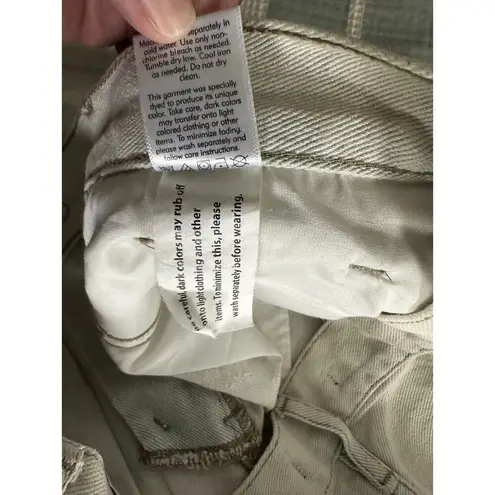 separately in
cold water. Use only non-
chlorine bleach as needed.
Tumble dry low. Cool iron
as needed. Do not dry
clean.
This garment was specially
dyed to produce its unique
color. Take care, dark colors
may transfer onto light
colored clothing or other
items. To minimize fading,
please wash separately and
follow care instructions.
careful, dark colors may rub off
onto light clothing and other
items. To minimize this, please
wash separately before wearing.